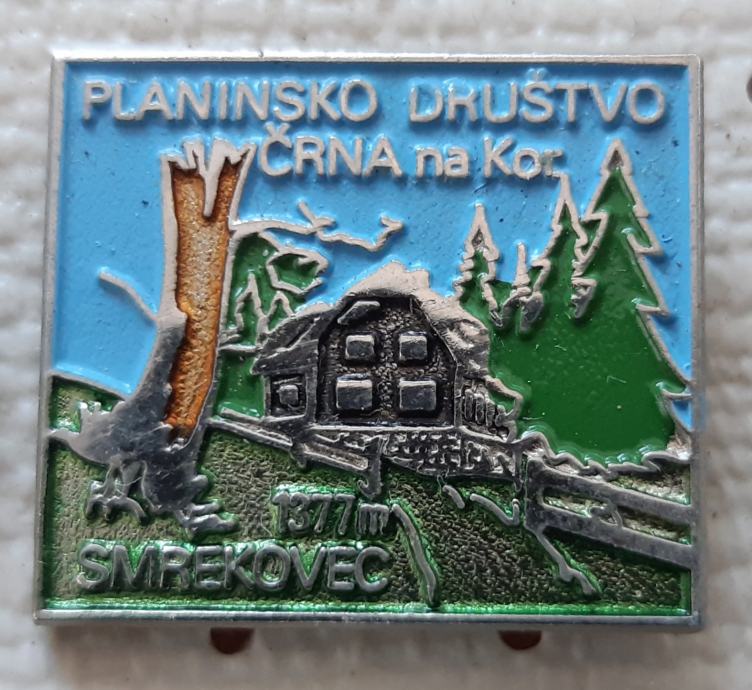 PLANINSKO DRUŠTVO
ČRNA na Kor.
1377 m
SMREKOVEC